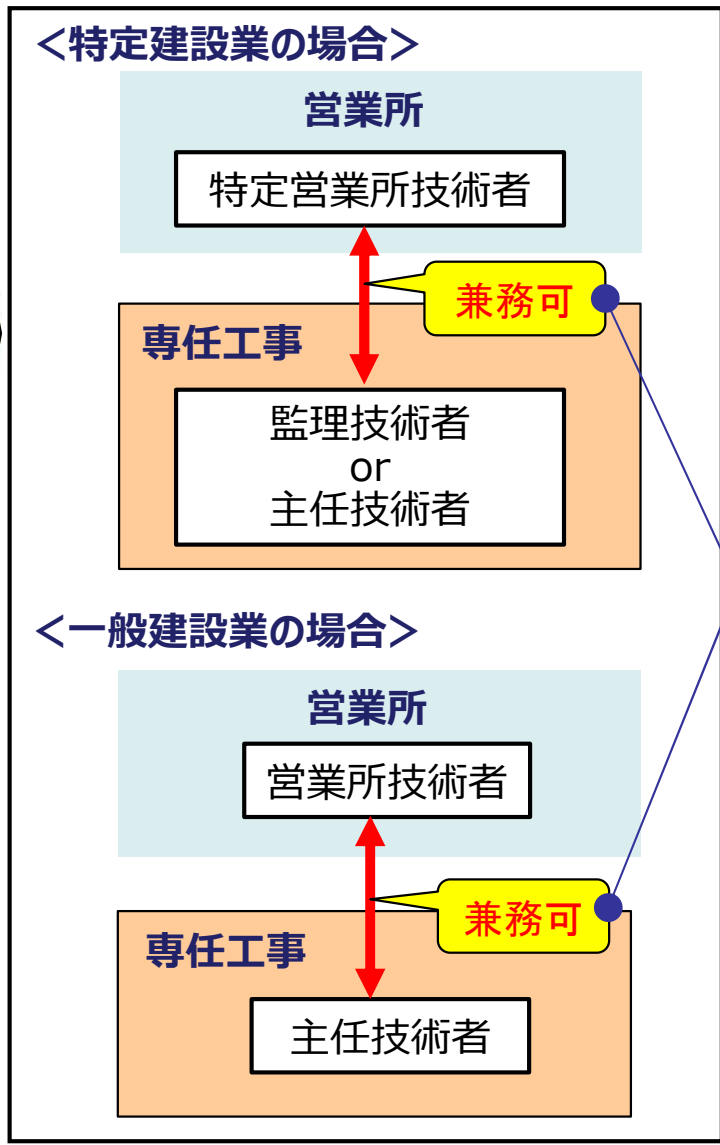 ＜特定建設業の場合＞
営業所
特定営業所技術者
兼務可
専任工事
監理技術者
or
主任技術者
＜一般建設業の場合＞
営業所
営業所技術者
兼務可
専任工事
主任技術者